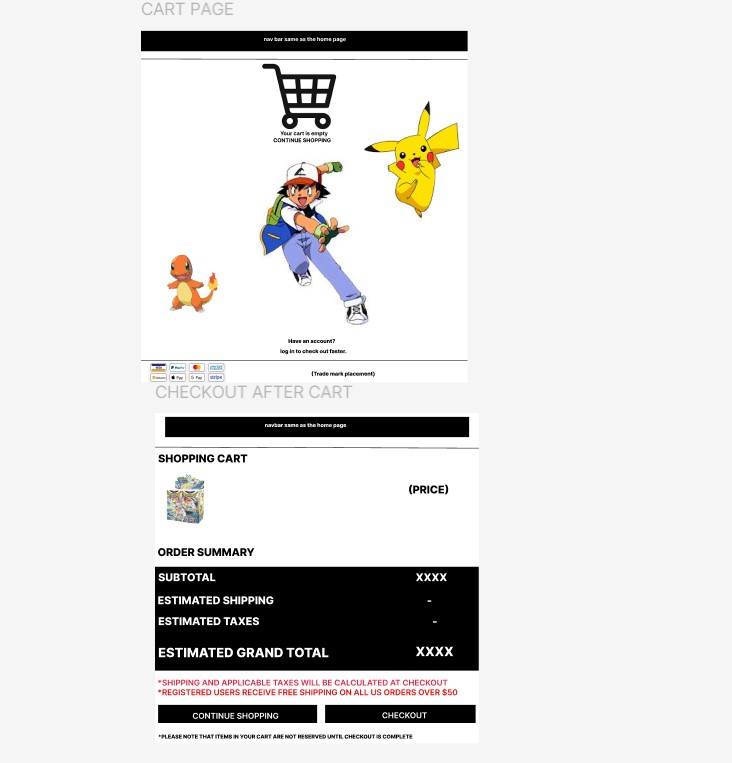 CART PAGE
nav bar same as the home page
Your cart is empty
CONTINUE SHOPPING
Have an account?
log in to check out faster.
VISA PayPal
Pay G Pay stripe
(Trade mark placement)
CHECKOUT AFTER CART
navbar same as the home page
SHOPPING CART
(PRICE)
ORDER SUMMARY
SUBTOTAL XXXX
ESTIMATED SHIPPING -
ESTIMATED TAXES -
ESTIMATED GRAND TOTAL XXXX
*SHIPPING AND APPLICABLE TAXES WILL BE CALCULATED AT CHECKOUT
*REGISTERED USERS RECEIVE FREE SHIPPING ON ALL US ORDERS OVER $50
CONTINUE SHOPPING CHECKOUT
*PLEASE NOTE THAT ITEMS IN YOUR CART ARE NOT RESERVED UNTIL CHECKOUT IS COMPLETE